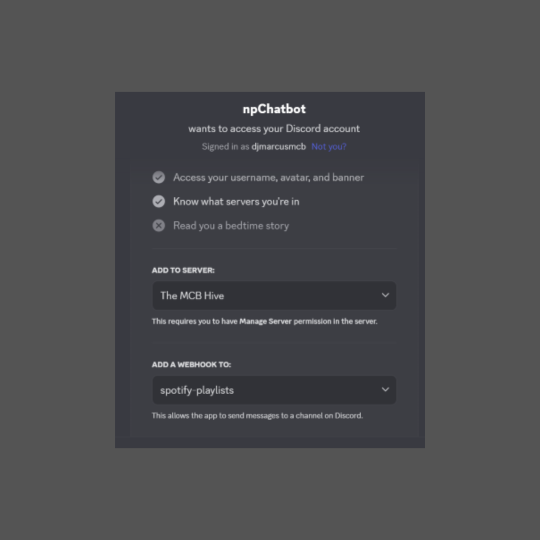 npChatbot
wants to access your Discord account
Signed in as djmarcusmcb Not you?
Access your username, avatar, and banner
Know what servers you're in
Read you a bedtime story
ADD TO SERVER:
The MCB Hive
This requires you to have Manage Server permission in the server.
ADD A WEBHOOK TO:
spotify-playlists
This allows the app to send messages to a channel on Discord.